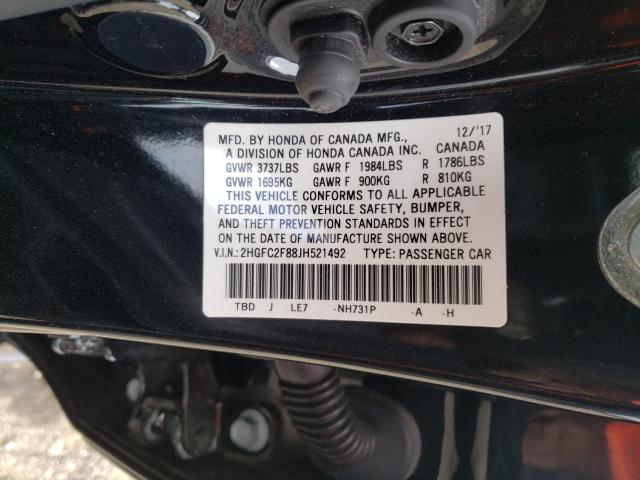 MFD. BY HONDA OF CANADA MFG., 12/'17
A DIVISION OF HONDA CANADA INC. CANADA
GVWR 3737LBS GAWR F 1984LBS R 1786LBS
GVWR 1695KG GAWR F 900KG R 810KG
THIS VEHICLE CONFORMS TO ALL APPLICABLE
FEDERAL MOTOR VEHICLE SAFETY, BUMPER,
AND THEFT PREVENTION STANDARDS IN EFFECT
ON THE DATE OF MANUFACTURE SHOWN ABOVE.
V.I.N.: 2HGFC2F88JH521492 TYPE: PASSENGER CAR
TBD J LE7 -NH731P -A -H